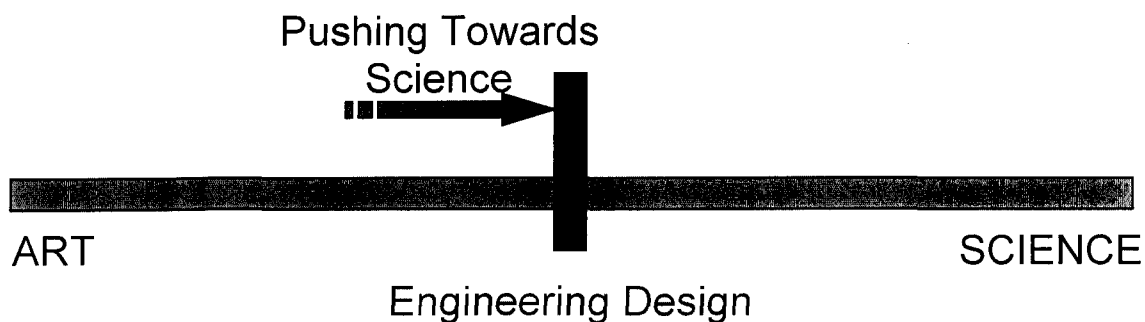 Pushing Towards
Science
ART
SCIENCE
Engineering Design